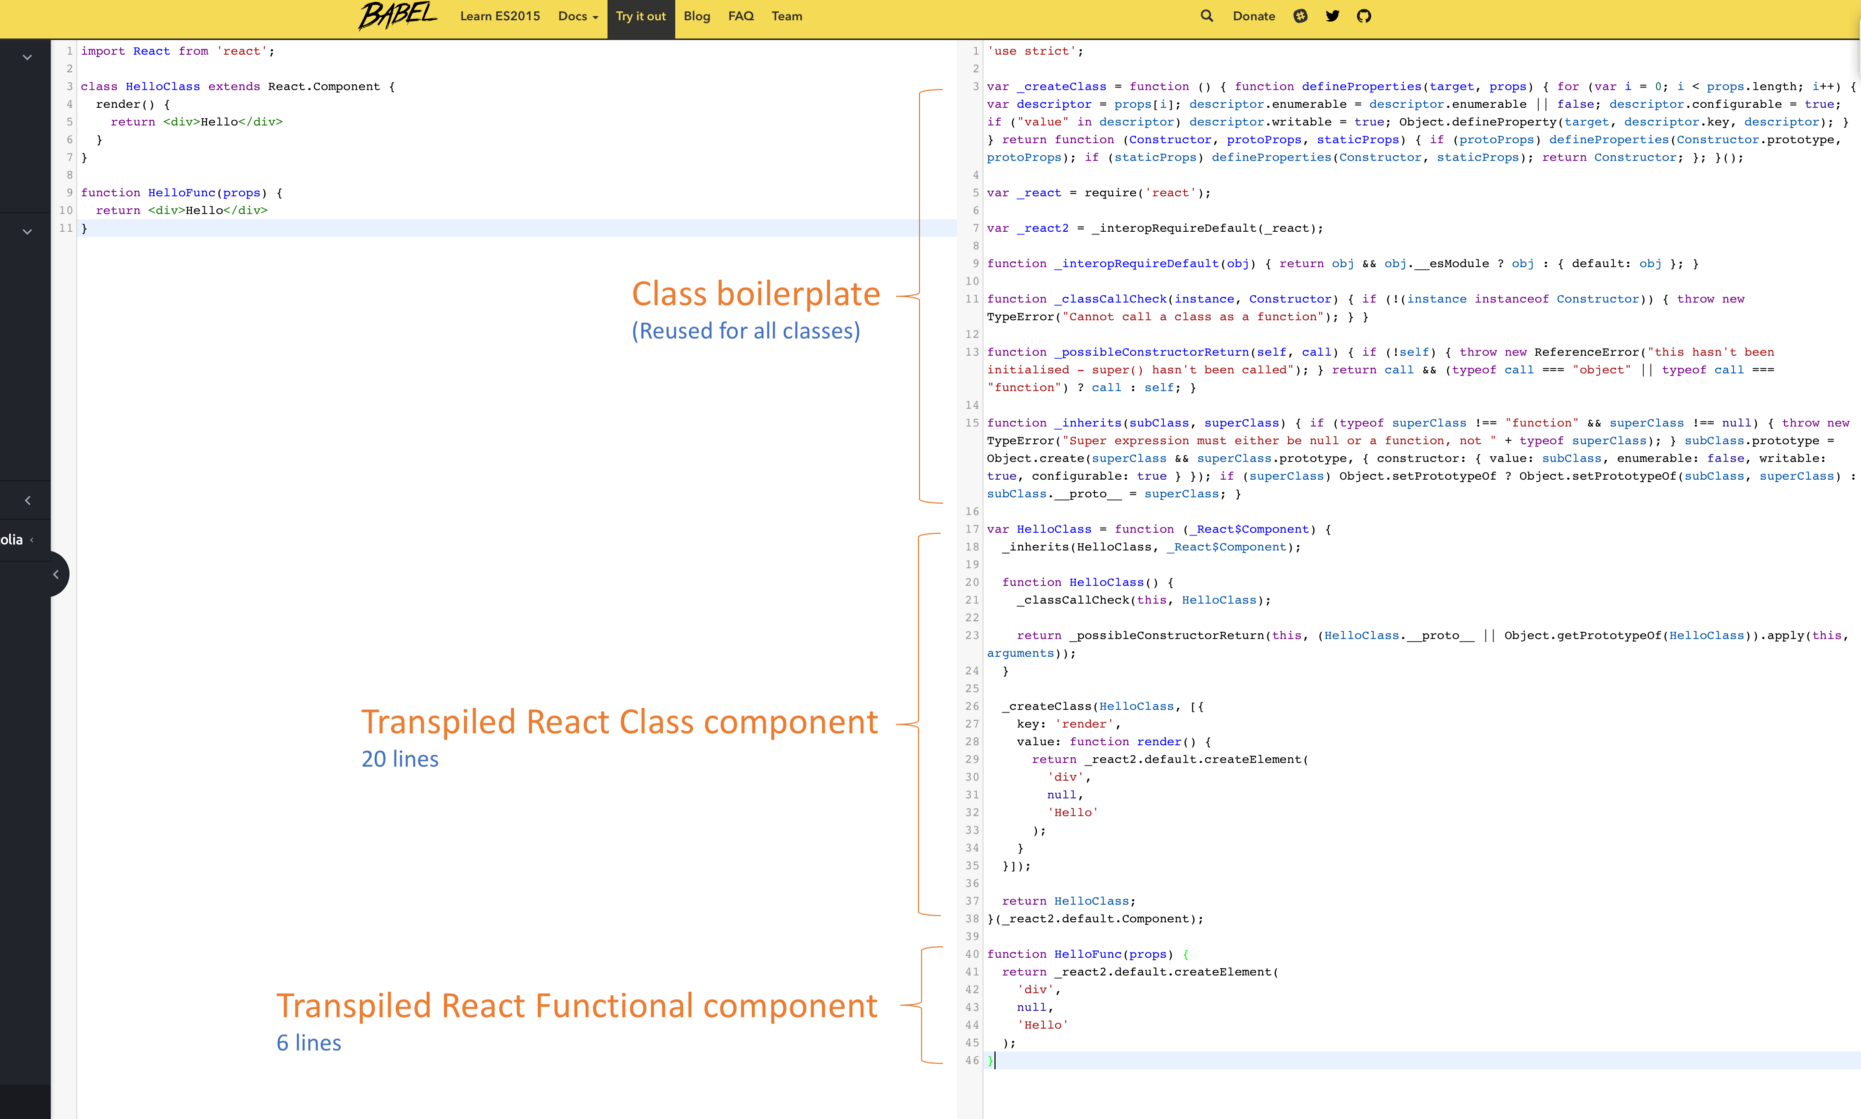 BABEL Learn ES2015 Docs Try it out Blog FAQ Team Donate
1 import React from 'react';
2
3 class HelloClass extends React.Component {
4   render() {
5     return <div>Hello</div>
6   }
7 }
8
9 function HelloFunc(props) {
10   return <div>Hello</div>
11 }
olia
Class boilerplate
(Reused for all classes)
Transpiled React Class component
20 lines
Transpiled React Functional component
6 lines
1 'use strict';
2
3 var _createClass = function () { function defineProperties(target, props) { for (var i = 0; i < props.length; i++) {
var descriptor = props[i]; descriptor.enumerable = descriptor.enumerable || false; descriptor.configurable = true;
if ("value" in descriptor) descriptor.writable = true; Object.defineProperty(target, descriptor.key, descriptor); }
} return function (Constructor, protoProps, staticProps) { if (protoProps) defineProperties(Constructor.prototype,
protoProps); if (staticProps) defineProperties(Constructor, staticProps); return Constructor; }; }();
4
5 var _react = require('react');
6
7 var _react2 = _interopRequireDefault(_react);
8
9 function _interopRequireDefault(obj) { return obj && obj.__esModule ? obj : { default: obj }; }
10
11 function _classCallCheck(instance, Constructor) { if (!(instance instanceof Constructor)) { throw new
TypeError("Cannot call a class as a function"); } }
12
13 function _possibleConstructorReturn(self, call) { if (!self) { throw new ReferenceError("this hasn't been
initialised - super() hasn't been called"); } return call && (typeof call === "object" || typeof call ===
"function") ? call : self; }
14
15 function _inherits(subClass, superClass) { if (typeof superClass !== "function" && superClass !== null) { throw new
TypeError("Super expression must either be null or a function, not " + typeof superClass); } subClass.prototype =
Object.create(superClass && superClass.prototype, { constructor: { value: subClass, enumerable: false, writable:
true, configurable: true } }); if (superClass) Object.setPrototypeOf ? Object.setPrototypeOf(subClass, superClass) :
subClass.__proto__ = superClass; }
16
17 var HelloClass = function (_React$Component) {
18   _inherits(HelloClass, _React$Component);
19
20   function HelloClass() {
21     _classCallCheck(this, HelloClass);
22
23     return _possibleConstructorReturn(this, (HelloClass.__proto__ || Object.getPrototypeOf(HelloClass)).apply(this,
arguments));
24   }
25
26   _createClass(HelloClass, [{
27     key: 'render',
28     value: function render() {
29       return _react2.default.createElement(
30         'div',
31         null,
32         'Hello'
33       );
34     }
35   }]);
36
37   return HelloClass;
38 }(_react2.default.Component);
39
40 function HelloFunc(props) {
41   return _react2.default.createElement(
42     'div',
43     null,
44     'Hello'
45   );
46 }